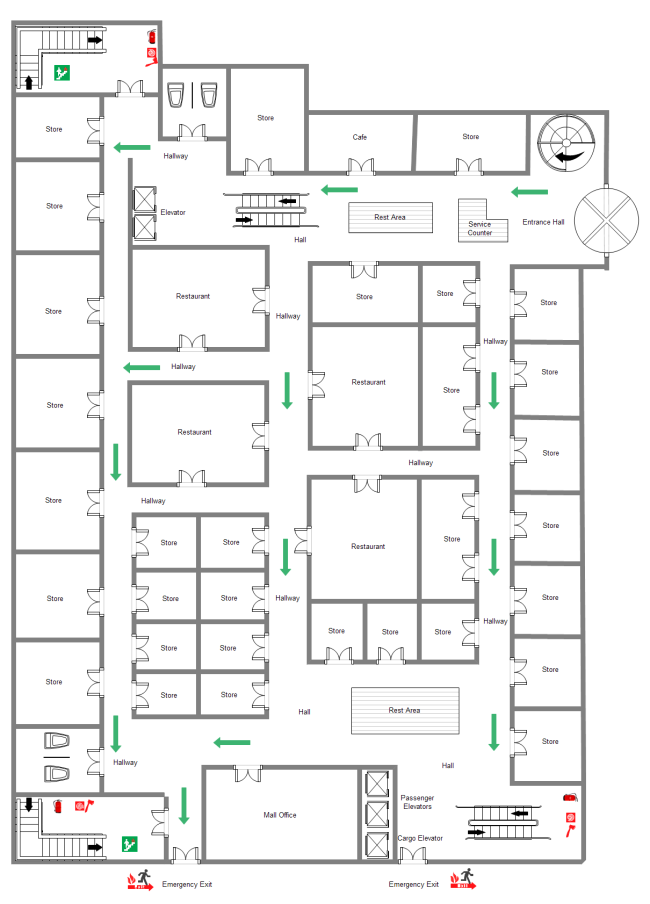 Store
Store
Cafe
Store
Hallway
Store
Elevator
Rest Area
Service
Counter
Entrance Hall
Hall
Store
Restaurant
Store
Store
Store
Hallway
Hallway
Hallway
Restaurant
Store
Store
Store
Restaurant
Store
Hallway
Store
Hallway
Store
Store
Restaurant
Store
Store
Store
Store
Store
Hallway
Store
Hallway
Store
Store
Store
Store
Store
Store
Store
Store
Store
Hall
Rest Area
Store
Hallway
Hall
Passenger
Elevators
Mall Office
Cargo Elevator
Emergency Exit
Emergency Exit